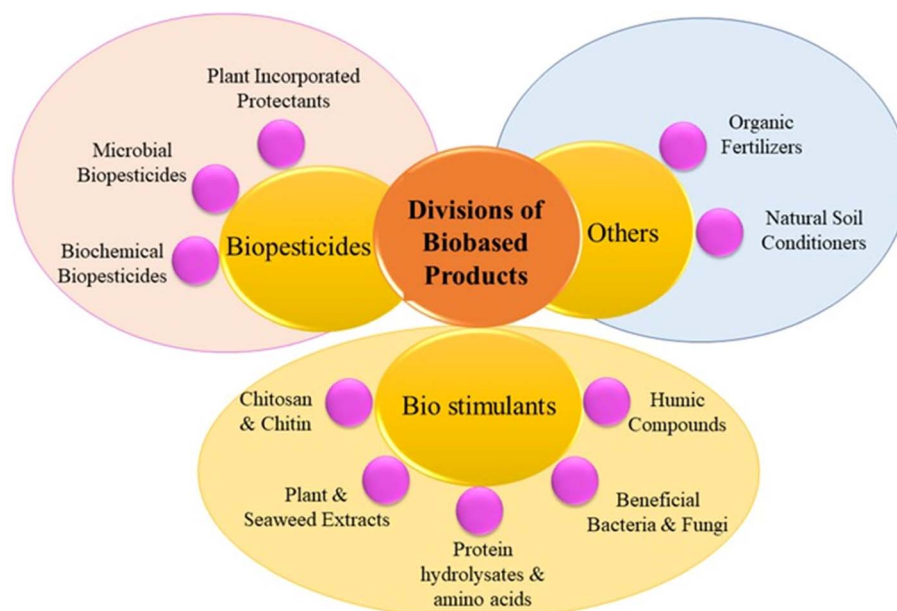 Plant Incorporated
Protectants
Microbial
Biopesticides
Biochemical
Biopesticides
Biopesticides
Divisions of
Biobased
Products
Others
Organic
Fertilizers
Natural Soil
Conditioners
Bio stimulants
Chitosan
& Chitin
Plant &
Seaweed Extracts
Protein
hydrolysates &
amino acids
Beneficial
Bacteria & Fungi
Humic
Compounds